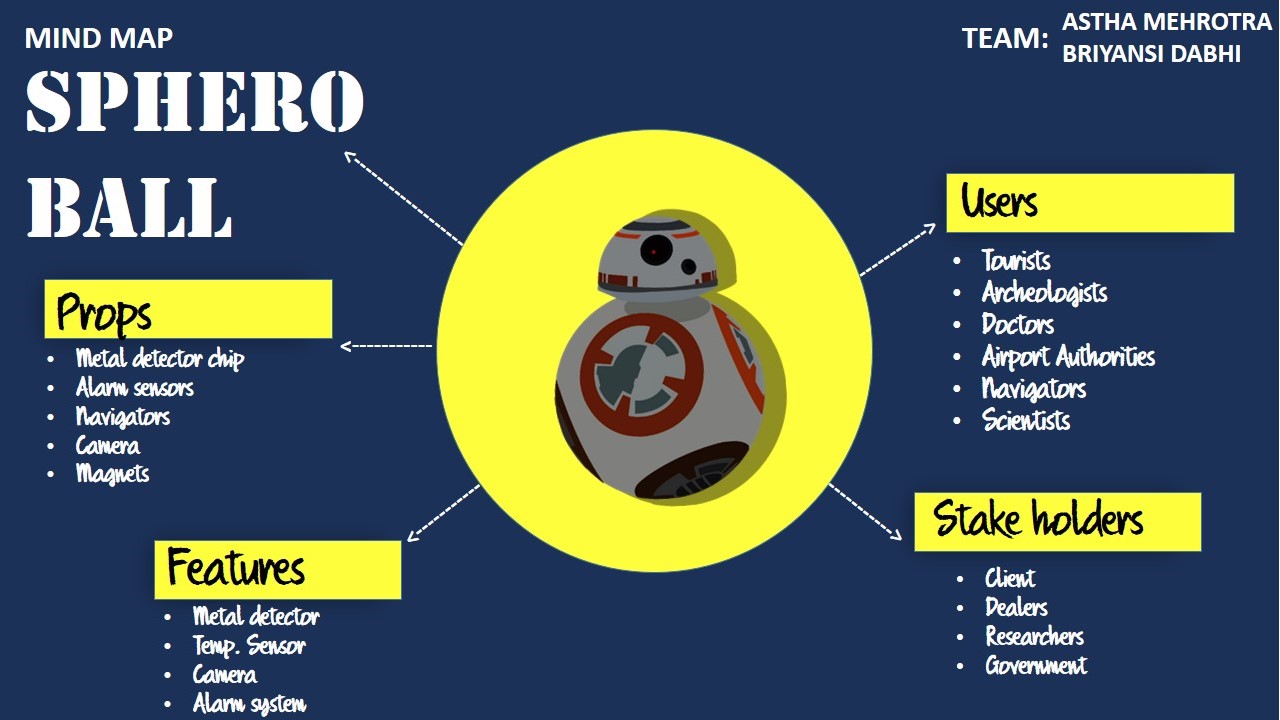 MIND MAP
SPHERO
BALL
TEAM:
ASTHA MEHROTRA
BRIYANSI DABHI
Props
• Metal detector chip
• Alarm sensors
• Navigators
• Camera
• Magnets
Features
• Metal detector
• Temp. Sensor
• Camera
• Alarm system
Users
• Tourists
• Archeologists
• Doctors
• Airport Authorities
• Navigators
• Scientists
Stake holders
• Client
• Dealers
• Researchers
• Government